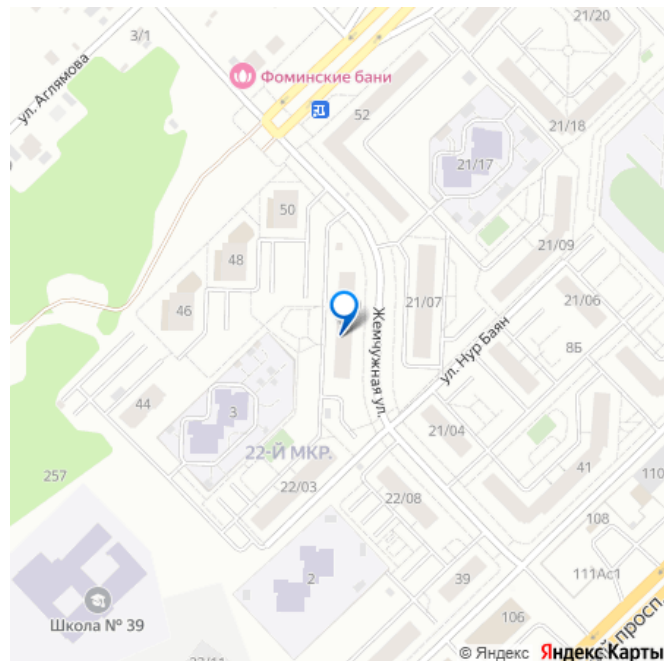 21/20
3/1
ул. Аглямова
Фоминские бани
52
21/18
21/17
50
21/09
48
21/07
21/06
46
Жемчужная ул.
ул. Нур Баян
8Б
44
3
21/04
22-Й МКР.
41
257
22/03
110
22/08
108
2
39
111Ас1
Школа № 39
106
й просп.
© Яндекс Яндекс Карты